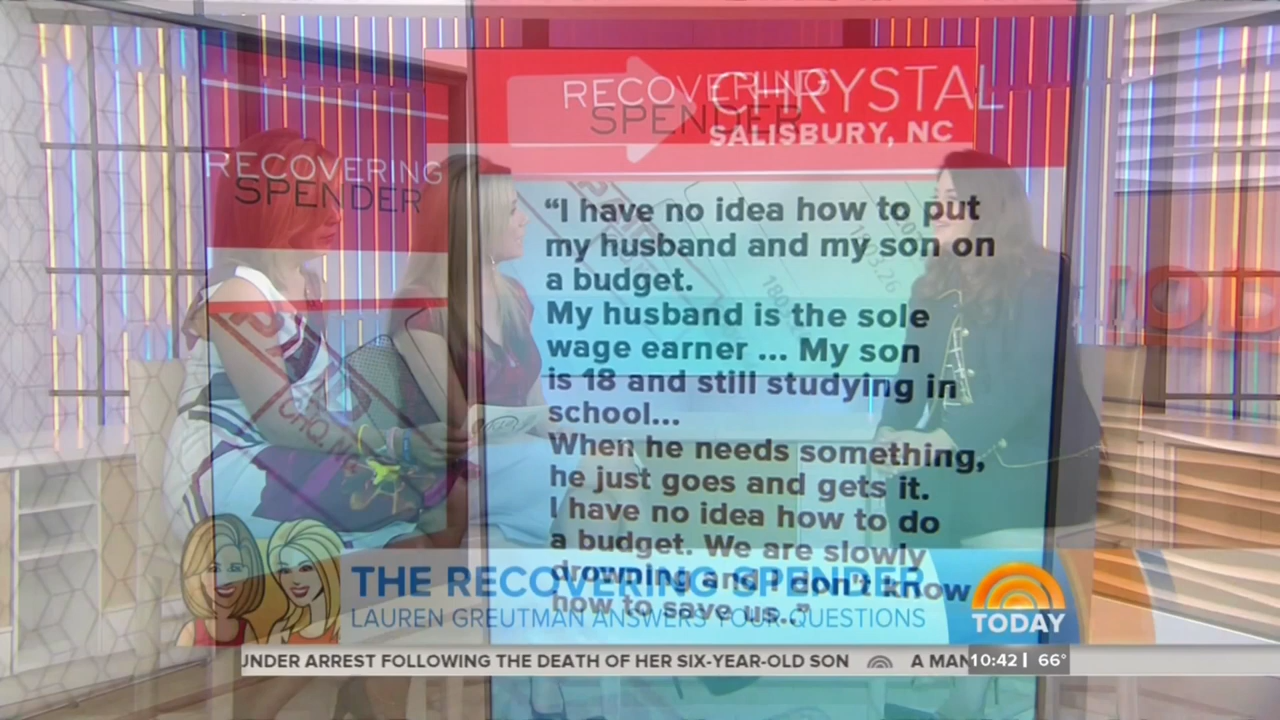 RECOVERING
SPENDER
CHRYSTAL
SALISBURY, NC
RECOVERING
SPENDER
“I have no idea how to put
my husband and my son on
a budget.
My husband is the sole
wage earner ... My son
is 18 and still studying in
school...
When he needs something,
he just goes and gets it.
I have no idea how to do
a budget. We are slowly
drowning and I don't know
how to save us..”
THE RECOVERING SPENDER
LAUREN GREUTMAN ANSWERS YOUR QUESTIONS
TODAY
UNDER ARREST FOLLOWING THE DEATH OF HER SIX-YEAR-OLD SON
A MAN
10:42 | 66°